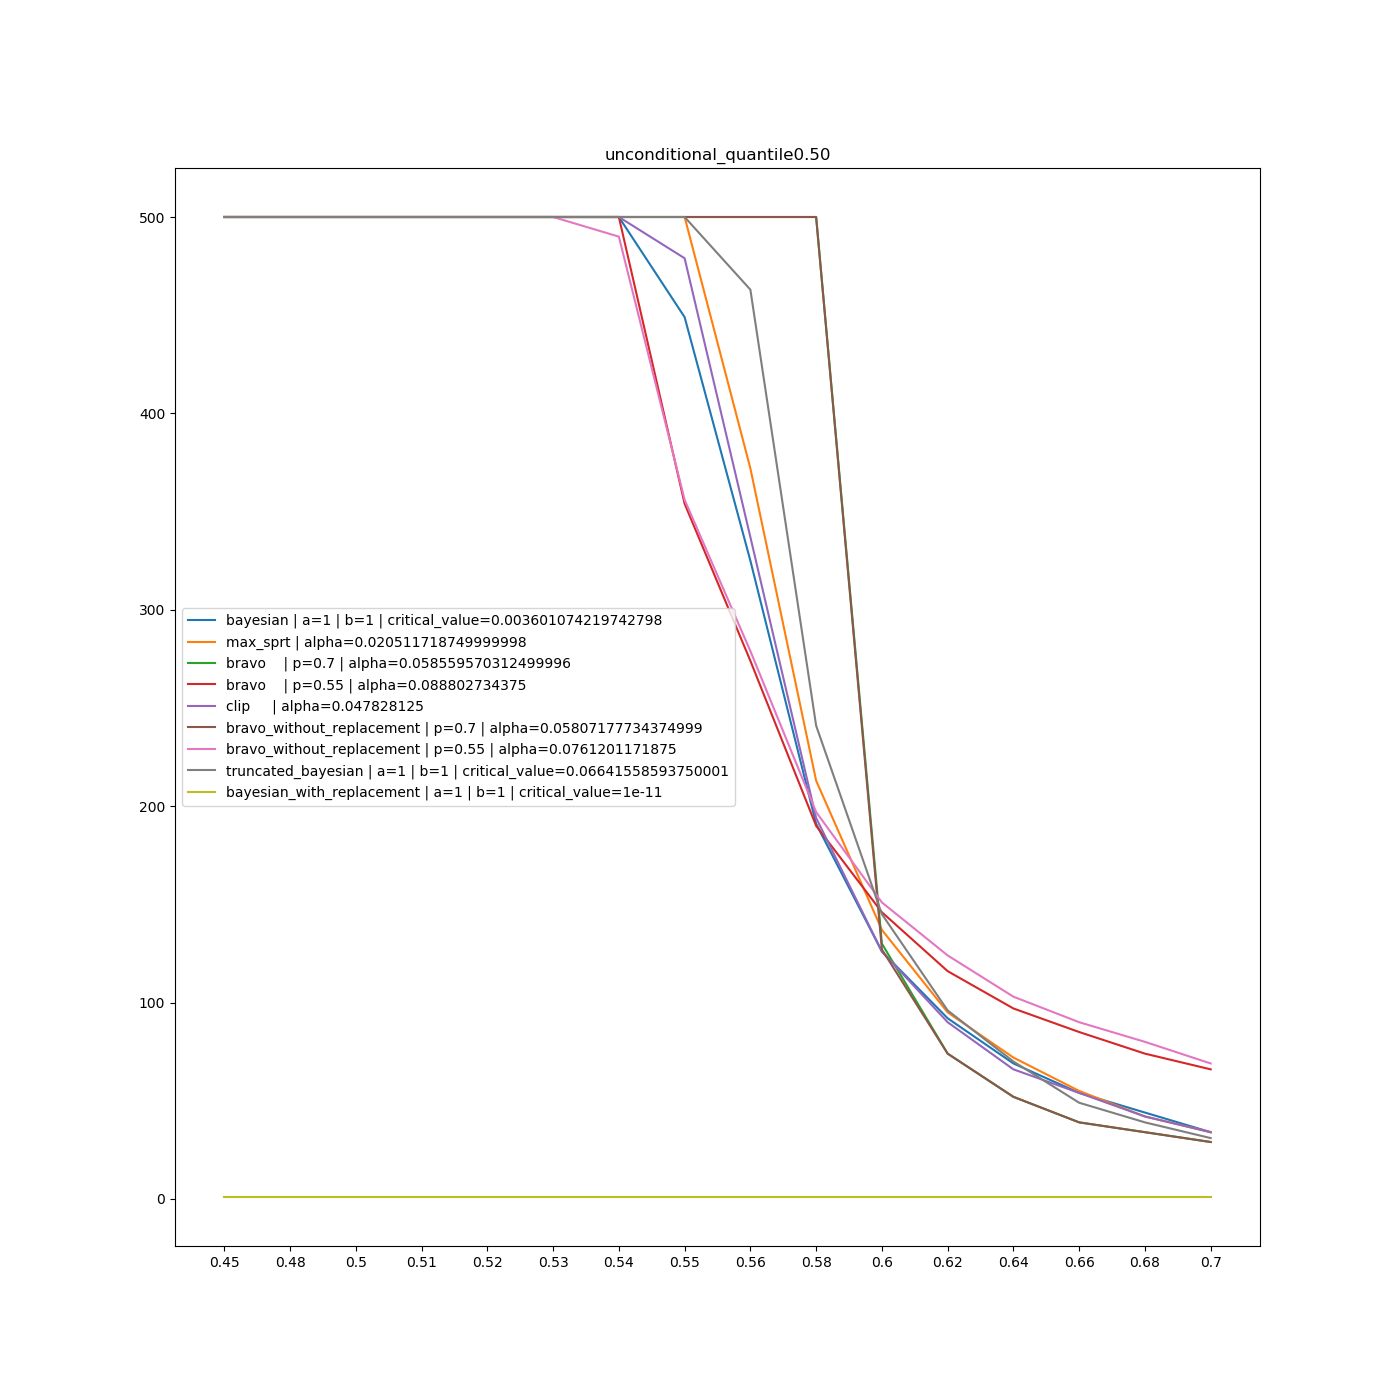 unconditional_quantile0.50
500
400
300
200
100
0
bayesian | a=1 | b=1 | critical_value=0.003601074219742798
max_sprt | alpha=0.020511718749999998
bravo    | p=0.7 | alpha=0.058559570312499996
bravo    | p=0.55 | alpha=0.088802734375
clip     | alpha=0.047828125
bravo_without_replacement | p=0.7 | alpha=0.05807177734374999
bravo_without_replacement | p=0.55 | alpha=0.0761201171875
truncated_bayesian | a=1 | b=1 | critical_value=0.06641558593750001
bayesian_with_replacement | a=1 | b=1 | critical_value=1e-11
0.45 0.48 0.5 0.51 0.52 0.53 0.54 0.55 0.56 0.58 0.6 0.62 0.64 0.66 0.68 0.7